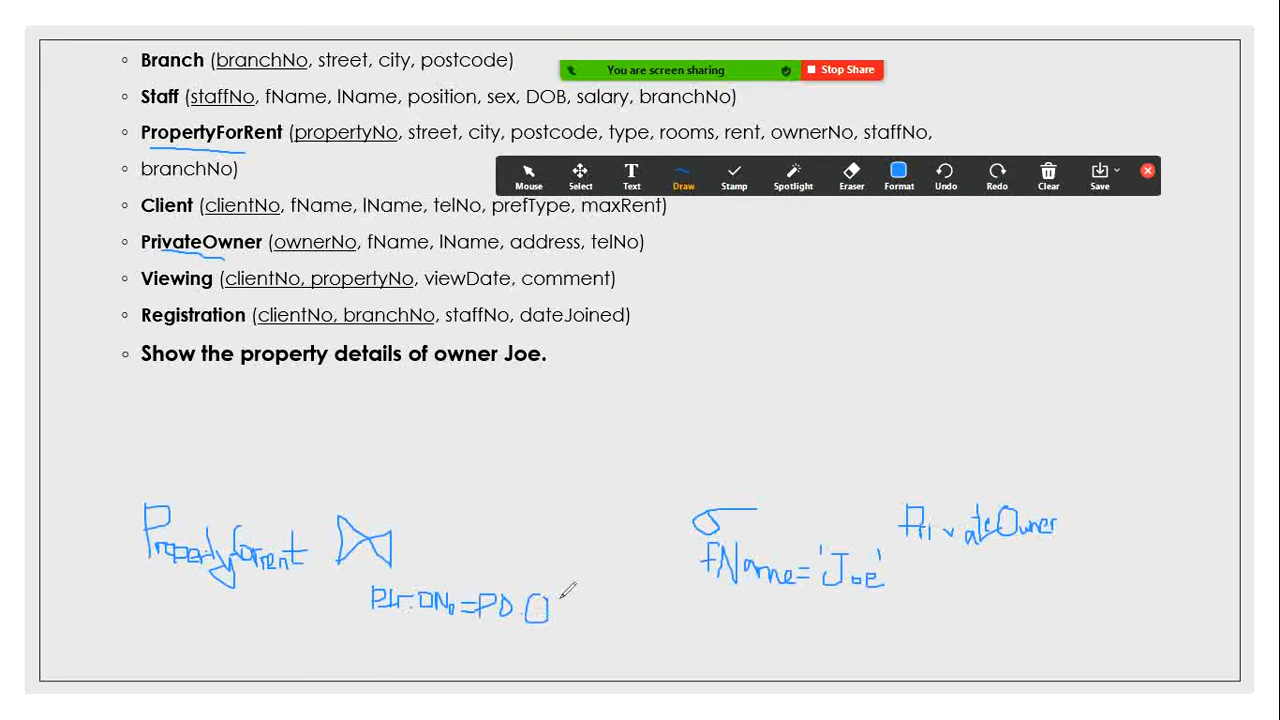 Branch (branchNo, street, city, postcode)
You are screen sharing
Stop Share
Staff (staffNo, fName, lName, position, sex, DOB, salary, branchNo)
PropertyForRent (propertyNo, street, city, postcode, type, rooms, rent, ownerNo, staffNo,
branchNo)
Mouse Select Text Draw Stamp Spotlight Eraser Format Undo Redo Clear Save
Client (clientNo, fName, lName, telNo, prefType, maxRent)
PrivateOwner (ownerNo, fName, lName, address, telNo)
Viewing (clientNo, propertyNo, viewDate, comment)
Registration (clientNo, branchNo, staffNo, dateJoined)
Show the property details of owner Joe.
PropertyforRent ⋈ σ PrivateOwner
fName='Joe'
ONo=PO.O